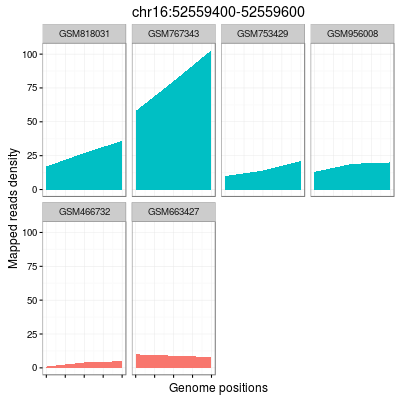 chr16:52559400-52559600
GSM818031 GSM767343 GSM753429 GSM956008
100
75
50
25
0
GSM466732 GSM663427
100
75
50
25
0
Mapped reads density
Genome positions